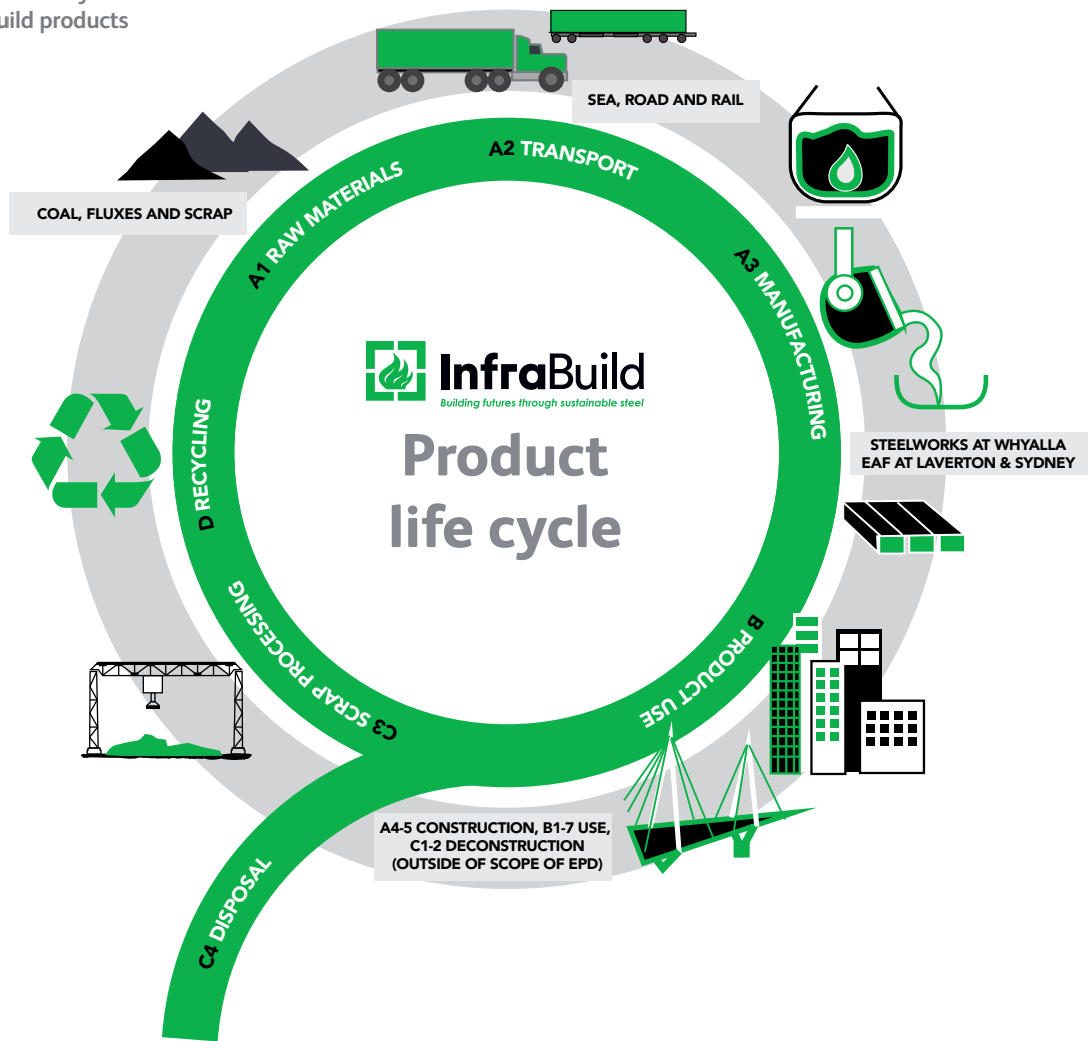 uild products
SEA, ROAD AND RAIL
COAL, FLUXES AND SCRAP
A1 RAW MATERIALS
A2 TRANSPORT
A3 MANUFACTURING
InfraBuild
Building futures through sustainable steel
Product
life cycle
STEELWORKS AT WHYALLA
EAF AT LAVERTON & SYDNEY
D RECYCLING
B PRODUCT USE
C3 SCRAP PROCESSING
A4-5 CONSTRUCTION, B1-7 USE,
C1-2 DECONSTRUCTION
(OUTSIDE OF SCOPE OF EPD)
C4 DISPOSAL